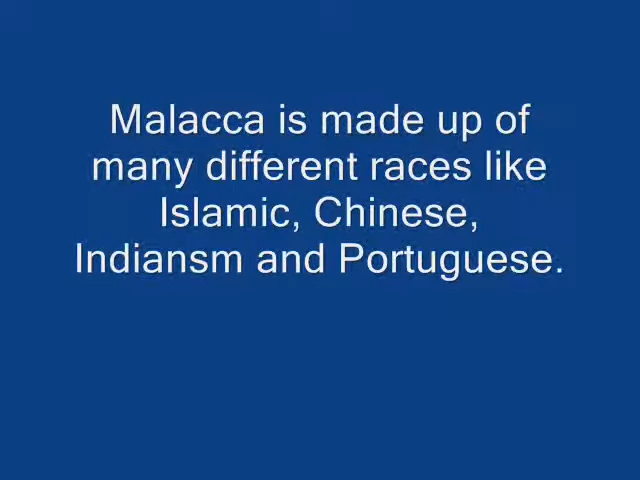 Malacca is made up of
many different races like
Islamic, Chinese,
Indiansm and Portuguese.